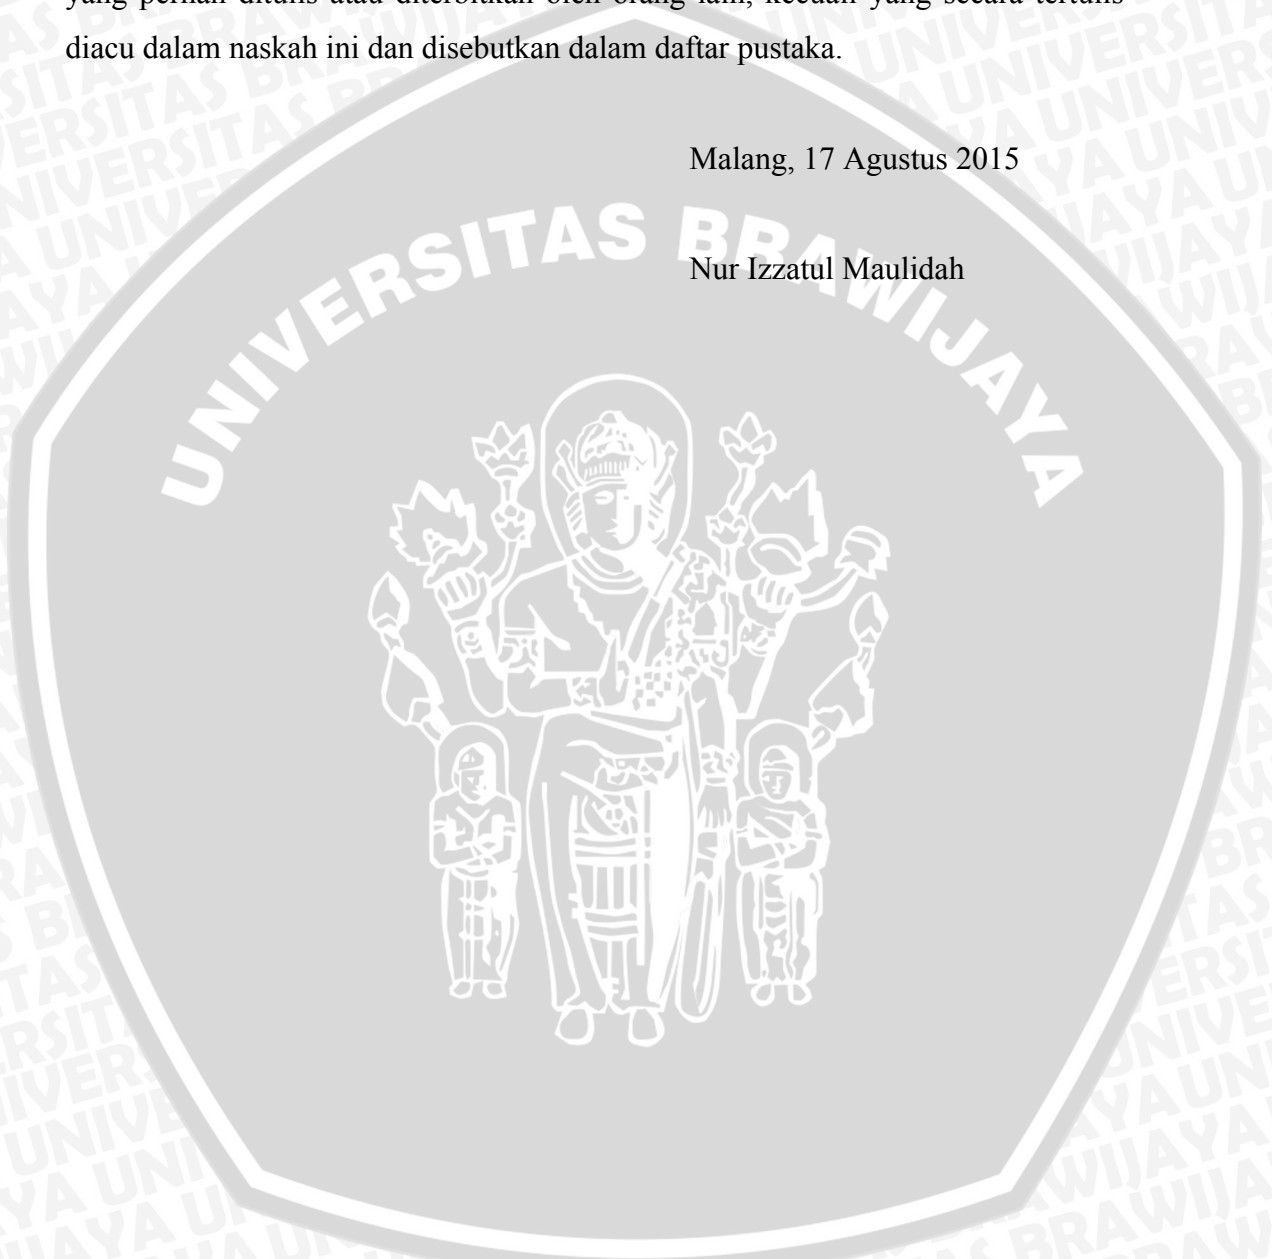 yang pernah ditulis atau diterbitkan oleh orang lain, kecuali yang secara tertulis
diacu dalam naskah ini dan disebutkan dalam daftar pustaka.
Malang, 17 Agustus 2015
UNIVERSITAS BRAWIJAYA
Nur Izzatul Maulidah